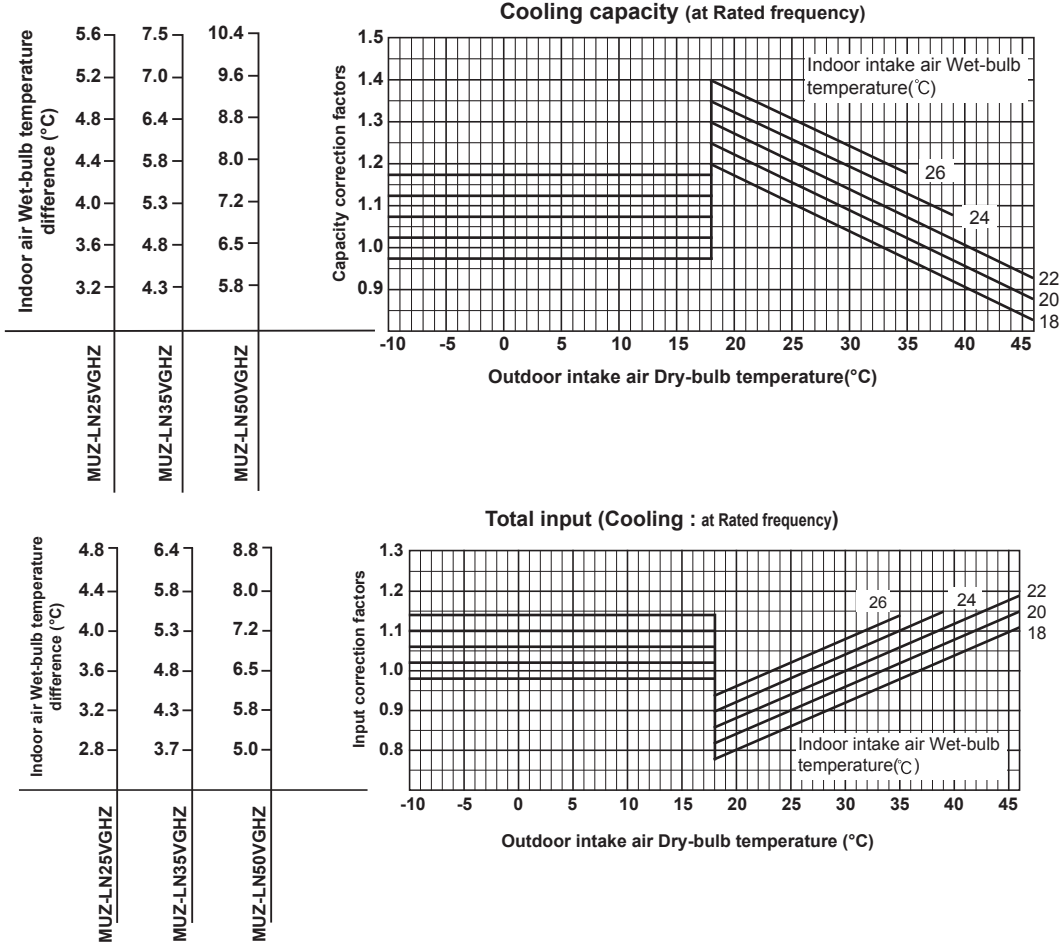 Cooling capacity (at Rated frequency)
Indoor air Wet-bulb temperature
difference (°C)
5.6
5.2
4.8
4.4
4.0
3.6
3.2
7.5
7.0
6.4
5.8
5.3
4.8
4.3
10.4
9.6
8.8
8.0
7.2
6.5
5.8
MUZ-LN25VGHZ
MUZ-LN35VGHZ
MUZ-LN50VGHZ
Capacity correction factors
1.5
1.4
1.3
1.2
1.1
1.0
0.9
Indoor intake air Wet-bulb
temperature(℃)
26
24
22
20
18
-10 -5 0 5 10 15 20 25 30 35 40 45
Outdoor intake air Dry-bulb temperature(°C)
Total input (Cooling : at Rated frequency)
Indoor air Wet-bulb temperature
difference (°C)
4.8
4.4
4.0
3.6
3.2
2.8
6.4
5.8
5.3
4.8
4.3
3.7
8.8
8.0
7.2
6.5
5.8
5.0
MUZ-LN25VGHZ
MUZ-LN35VGHZ
MUZ-LN50VGHZ
Input correction factors
1.3
1.2
1.1
1.0
0.9
0.8
26
24
22
20
18
Indoor intake air Wet-bulb
temperature(℃)
-10 -5 0 5 10 15 20 25 30 35 40 45
Outdoor intake air Dry-bulb temperature (°C)